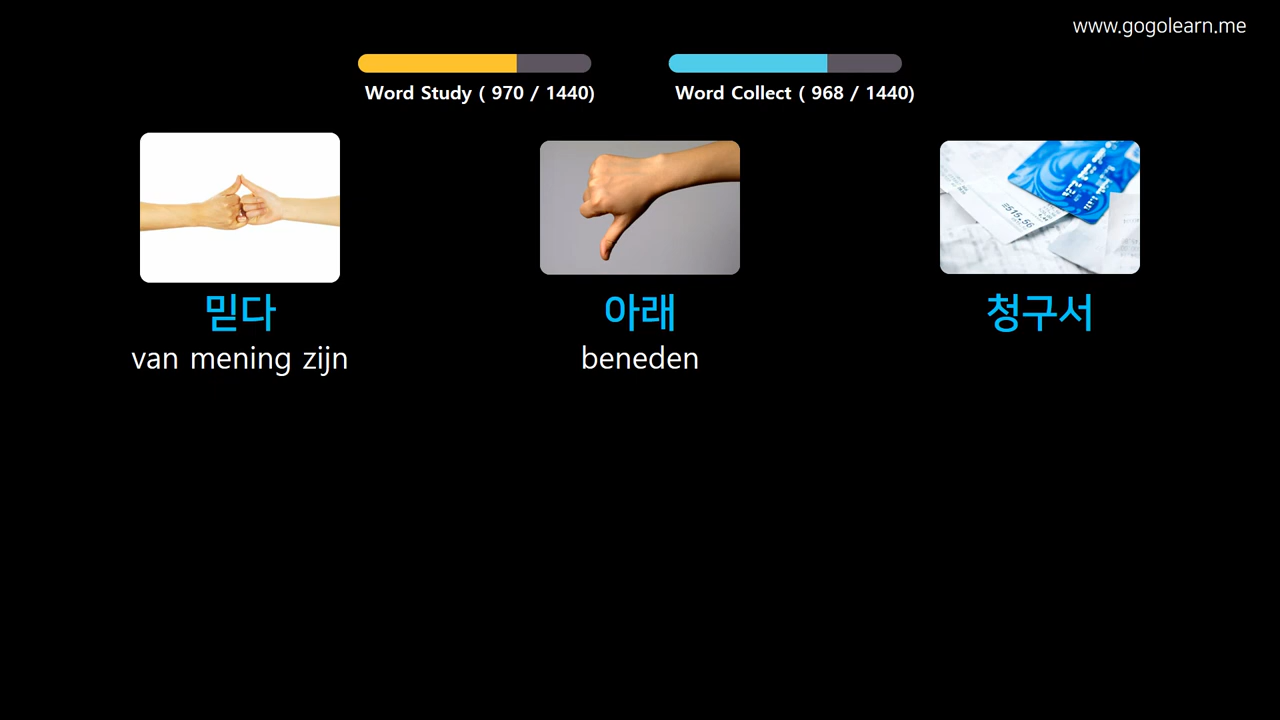 www.gogolearn.me
Word Study ( 970 / 1440)
Word Collect ( 968 / 1440)
믿다
아래
청구서
van mening zijn
beneden